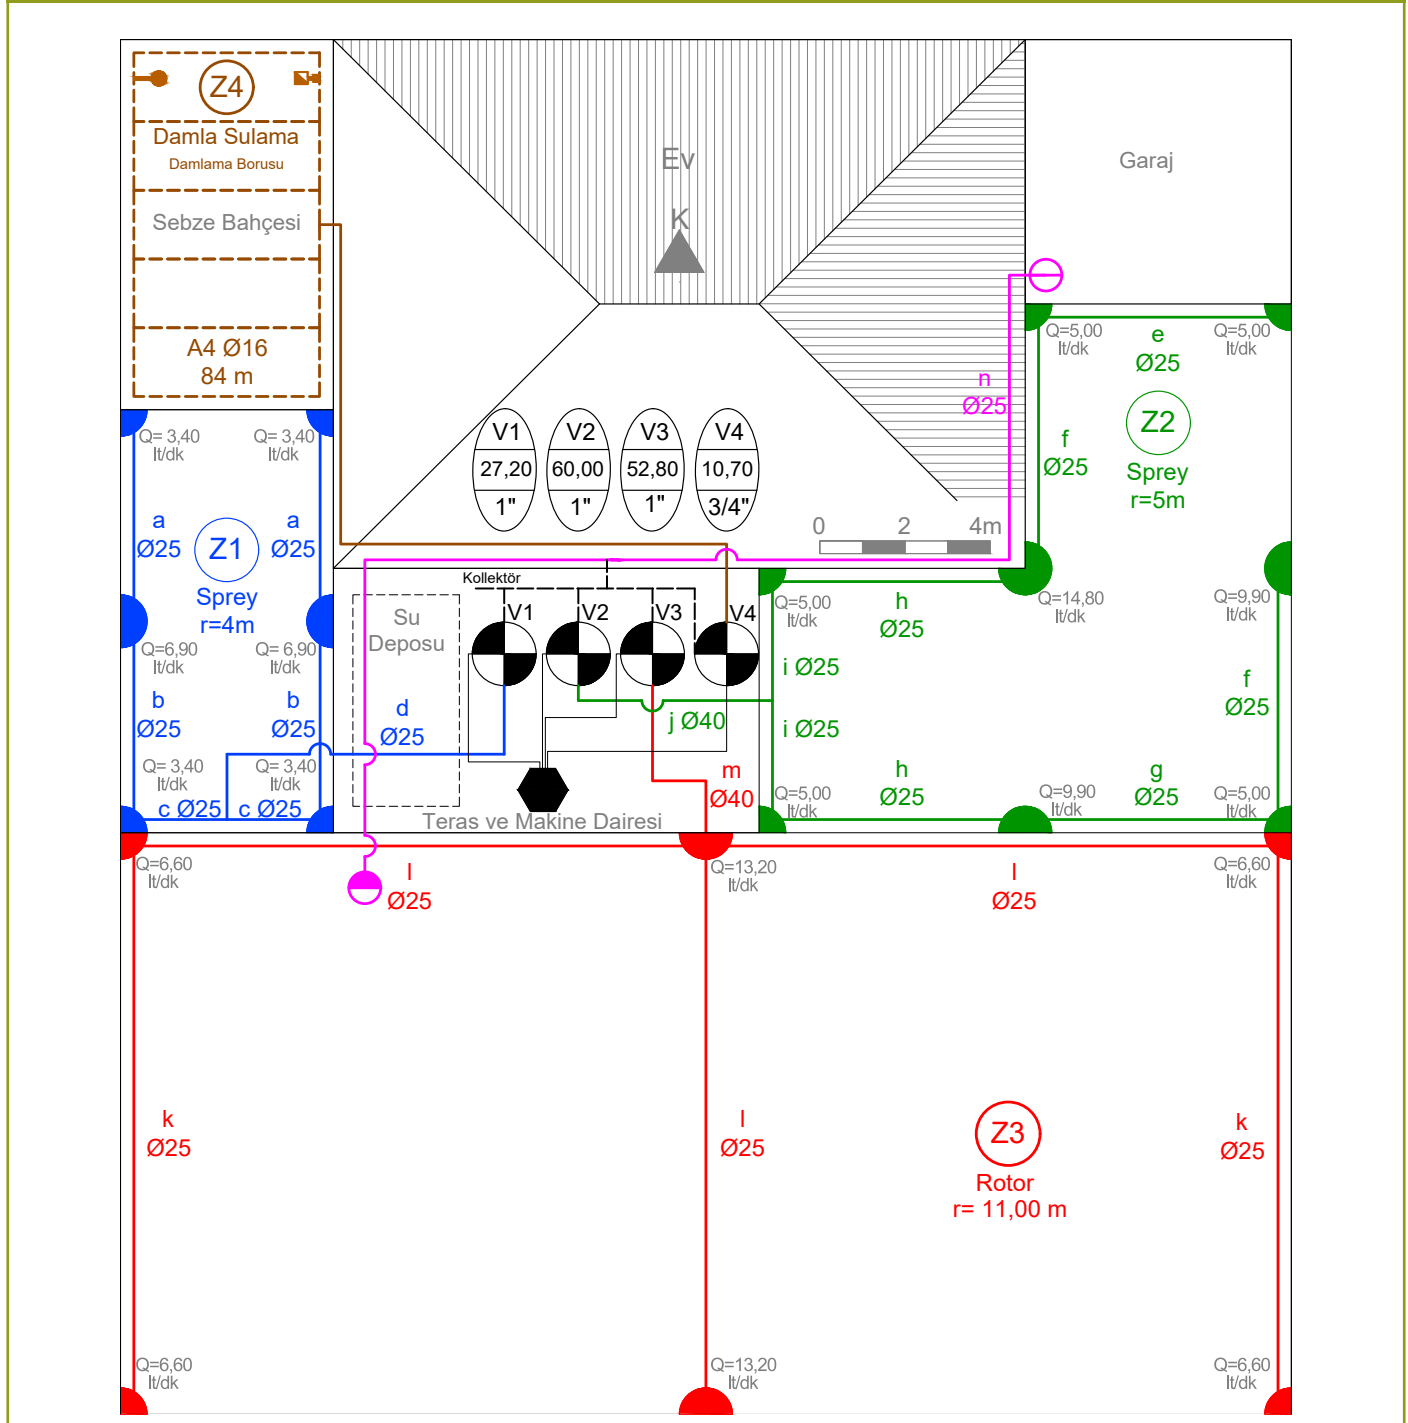 Z4
Damla Sulama
Damlama Borusu
Sebze Bahçesi
A4 Ø16
84 m
Ev
K
Garaj
Q= 3,40
lt/dk
Q= 3,40
lt/dk
a
Ø25
a
Ø25
Z1
Sprey
r=4m
Q=6,90
lt/dk
Q= 6,90
lt/dk
b
Ø25
b
Ø25
Q= 3,40
lt/dk
Q= 3,40
lt/dk
c Ø25
c Ø25
V1
27,20
1"
V2
60,00
1"
V3
52,80
1"
V4
10,70
3/4"
0 2 4m
n
Ø25
Q=5,00
lt/dk
Q=5,00
lt/dk
e
Ø25
f
Ø25
Z2
Sprey
r=5m
Kollektör
V1
V2
V3
V4
Su
Deposu
d
Ø25
j Ø40
m
Ø40
Teras ve Makine Dairesi
Q=5,00
lt/dk
h
Ø25
Q=14,80
lt/dk
Q=9,90
lt/dk
i Ø25
i Ø25
f
Ø25
h
Ø25
g
Ø25
Q=5,00
lt/dk
Q=9,90
lt/dk
Q=5,00
lt/dk
Q=6,60
lt/dk
l
Ø25
Q=13,20
lt/dk
l
Ø25
Q=6,60
lt/dk
k
Ø25
l
Ø25
Z3
Rotor
r= 11,00 m
k
Ø25
Q=6,60
lt/dk
Q=13,20
lt/dk
Q=6,60
lt/dk